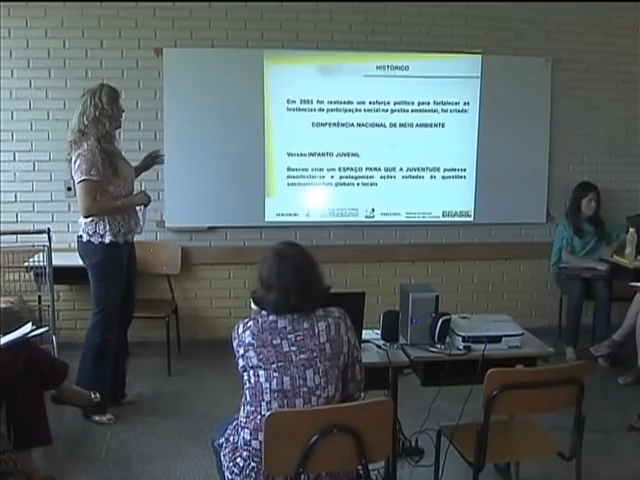 HISTÓRICO
Em 2003 foi realizado um esforço político para fortalecer as
instâncias de participação social na gestão ambiental, foi criada:
CONFERÊNCIA NACIONAL DE MEIO AMBIENTE
Versão INFANTO JUVENIL
criar um ESPAÇO PARA QUE A JUVENTUDE pudesse
manifestar-se e protagonizar ações voltadas às questões
socioambientais globais e locais
BRASIL